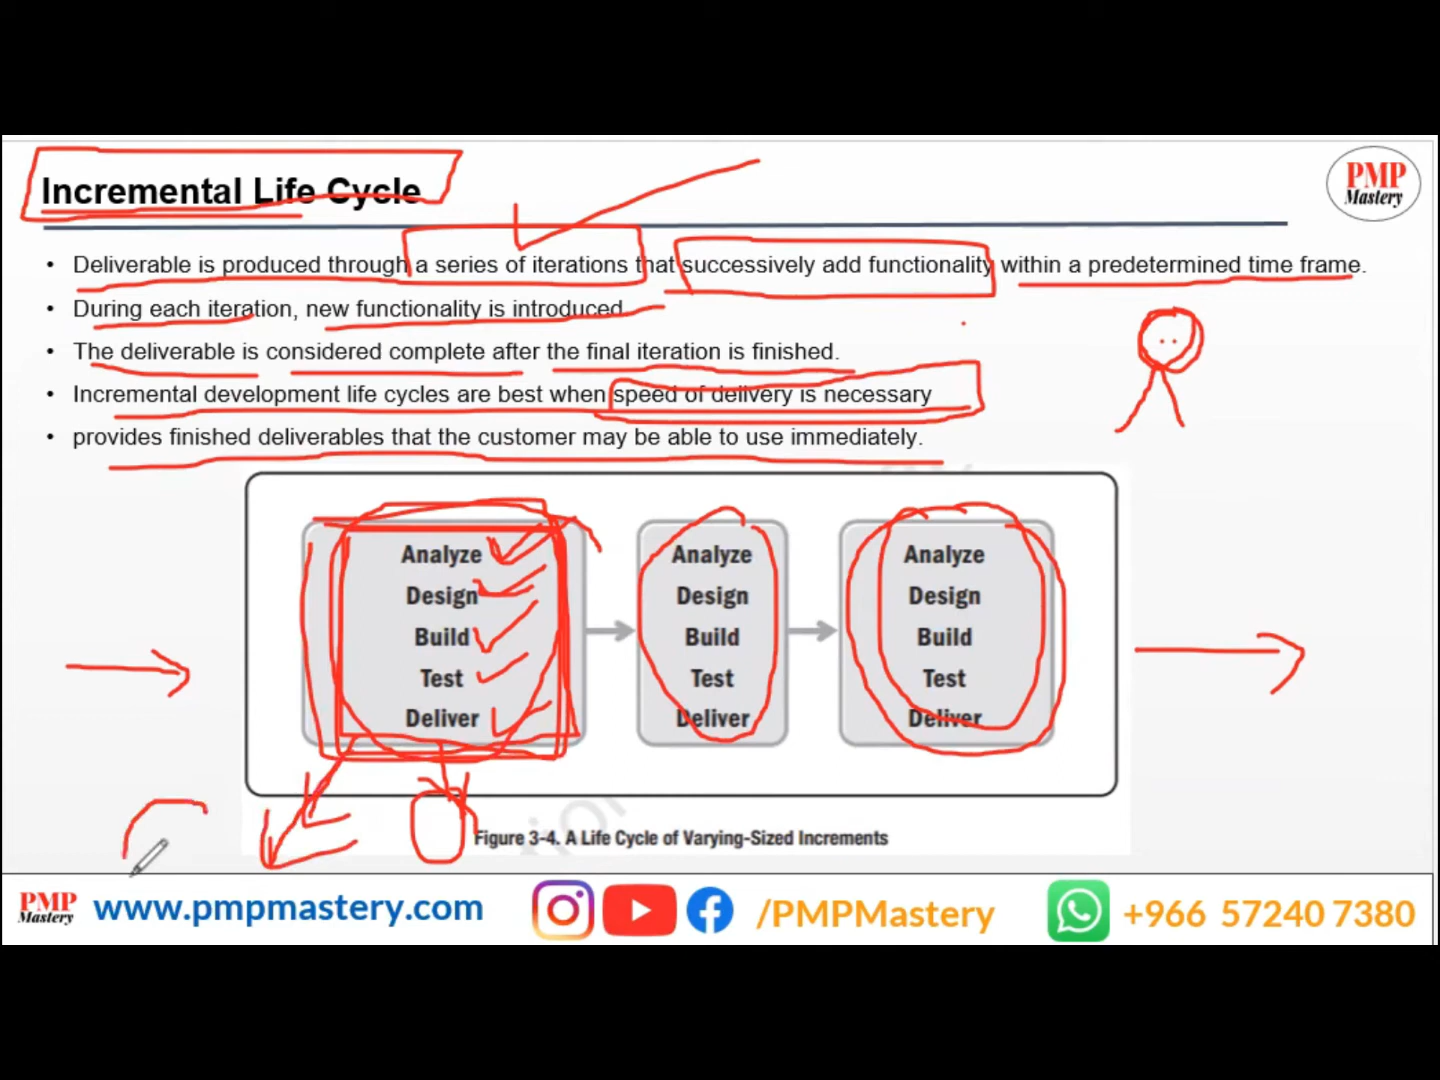 Incremental Life Cycle
PMP
Mastery
• Deliverable is produced through a series of iterations that successively add functionality within a predetermined time frame.
• During each iteration, new functionality is introduced.
• The deliverable is considered complete after the final iteration is finished.
• Incremental development life cycles are best when speed of delivery is necessary
• provides finished deliverables that the customer may be able to use immediately.
Analyze
Design
Build
Test
Deliver
Analyze
Design
Build
Test
Deliver
Analyze
Design
Build
Test
Deliver
Figure 3-4. A Life Cycle of Varying-Sized Increments
PMP
Mastery
www.pmpmastery.com
/PMPMastery
+966 57240 7380